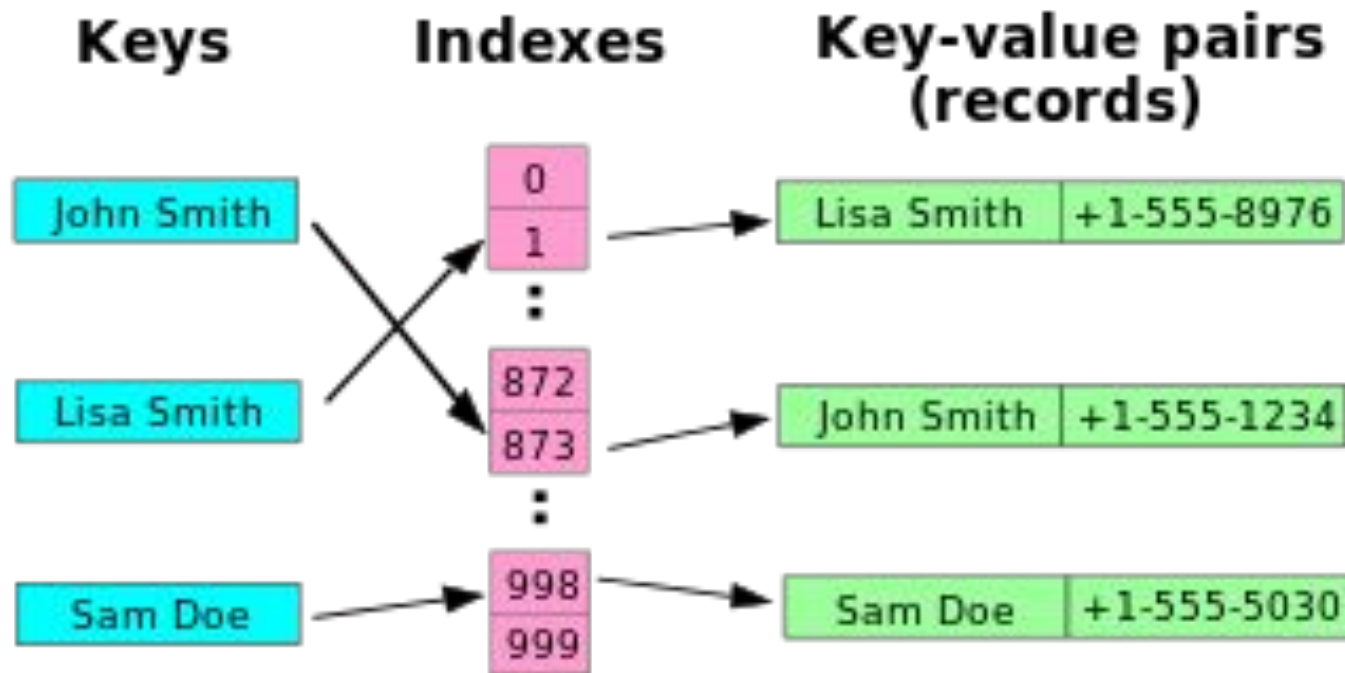 Keys
Indexes
Key-value pairs
(records)
John Smith
0
1
Lisa Smith +1-555-8976
:
Lisa Smith
872
873
John Smith +1-555-1234
:
Sam Doe
998
999
Sam Doe +1-555-5030